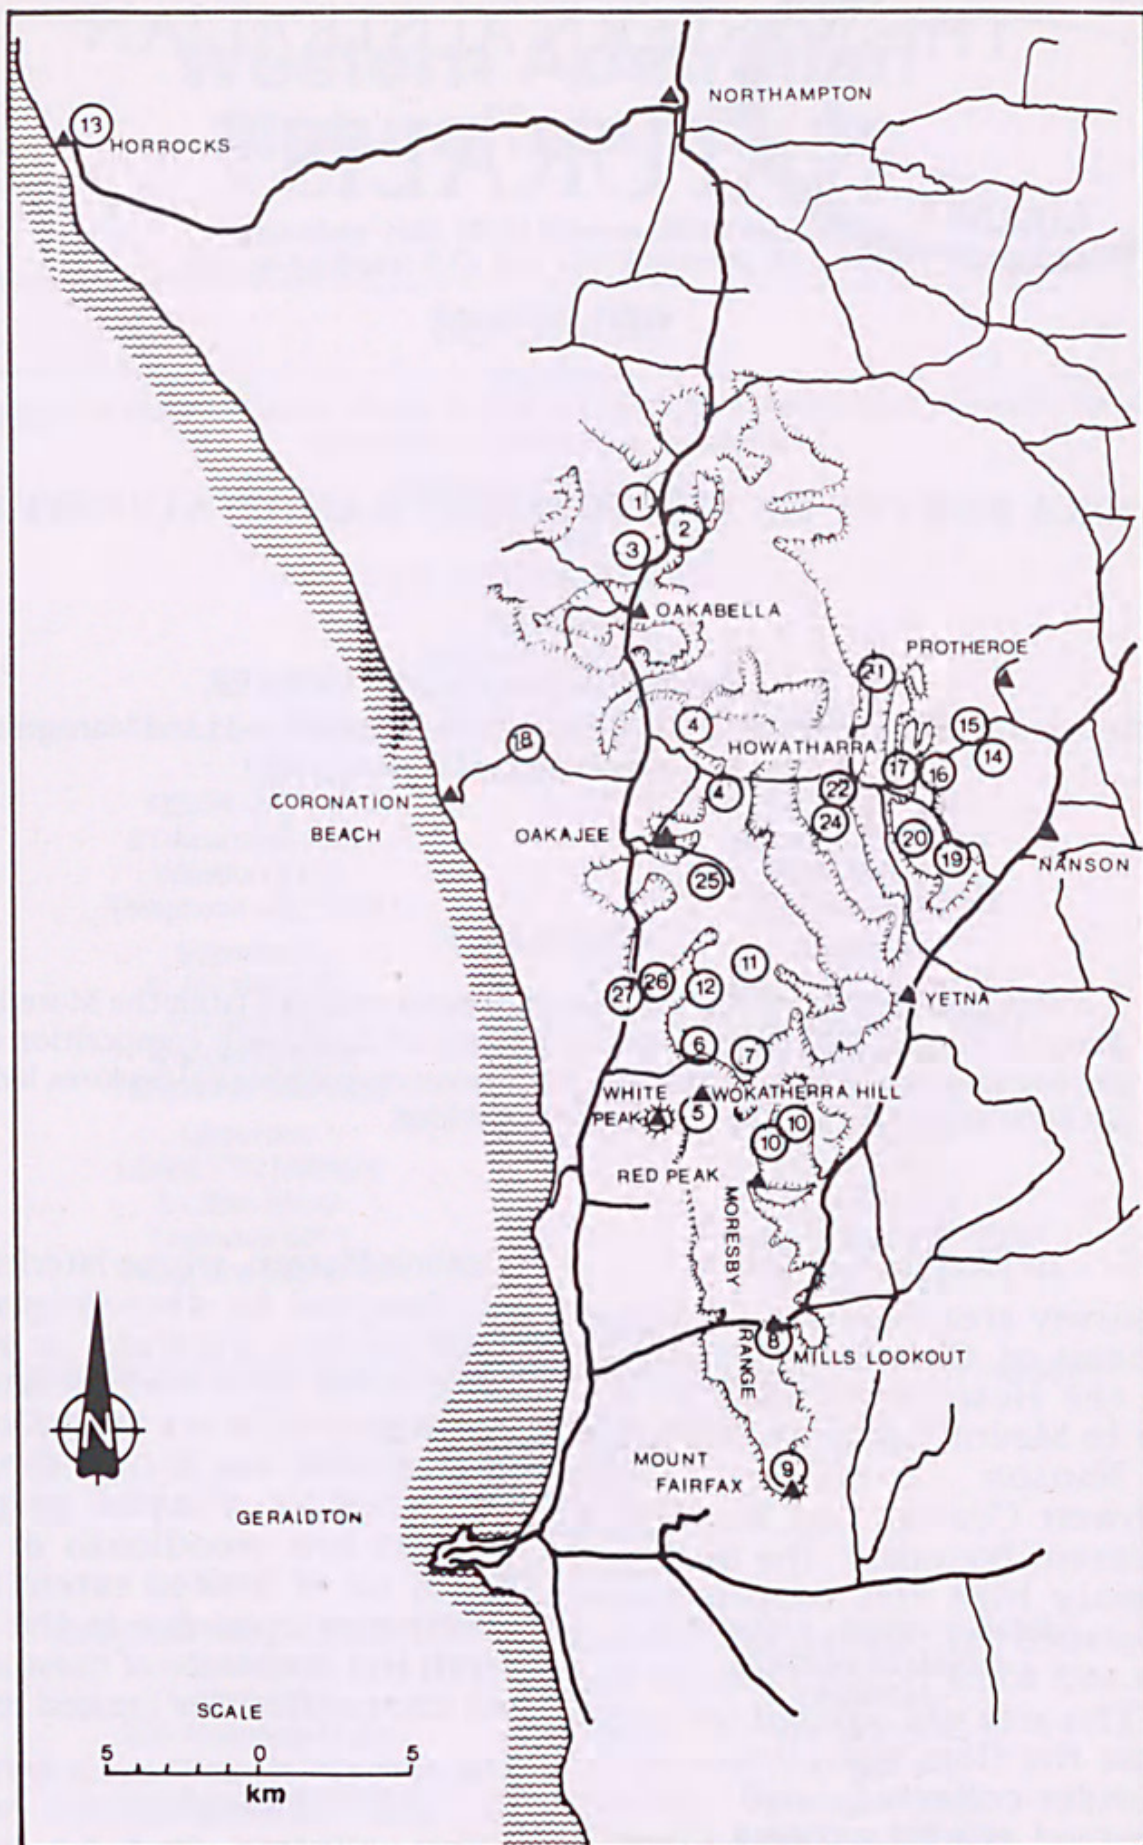 NORTHAMPTON
13
HORROCKS
1
2
3
OAKABELLA
PROTHEROE
21
4
15
18
HOWATHARRA
14
17
16
4
22
CORONATION
BEACH
24
OAKAJEE
20
19
NANSON
25
11
26
12
27
YETNA
6
7
WHITE
PEAK
WOKATHERRA HILL
5
10
10
RED PEAK
MORESBY
RANGE
8
MILLS LOOKOUT
MOUNT
FAIRFAX
9
N
GERALDTON
SCALE
5 0 5
km